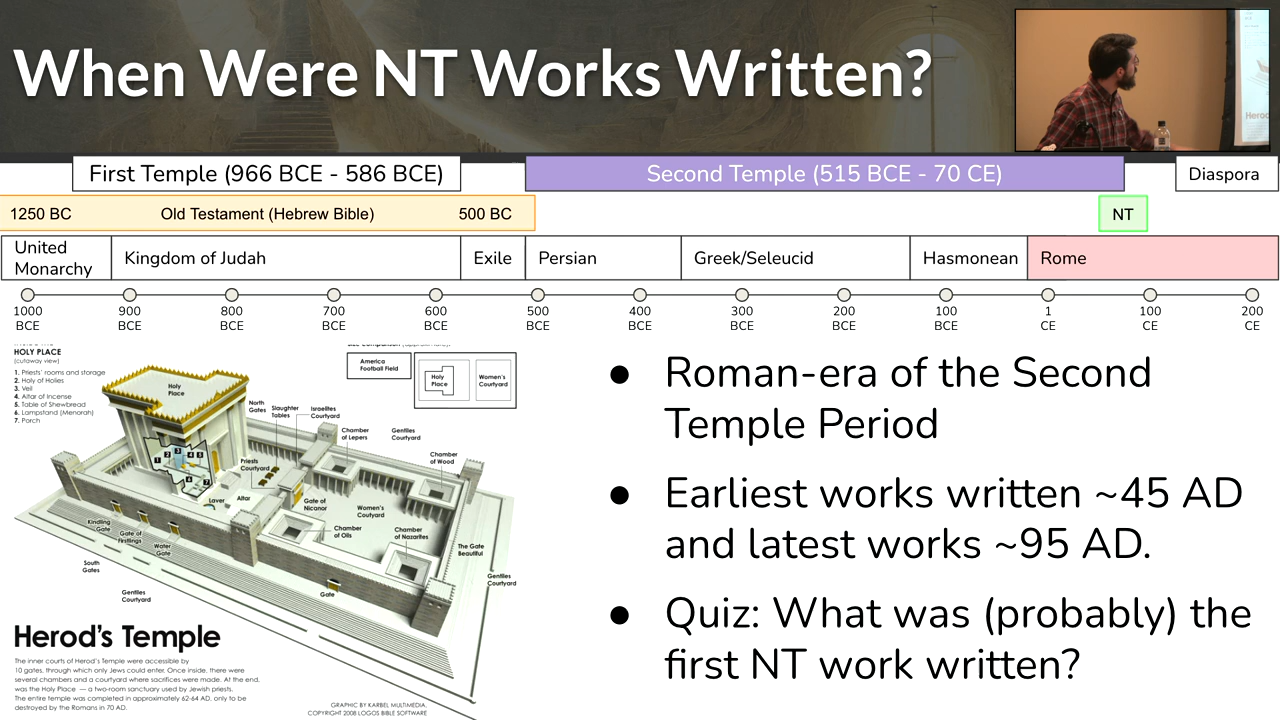 When Were NT Works Written?
First Temple (966 BCE - 586 BCE)
Second Temple (515 BCE - 70 CE)
Diaspora
1250 BC
Old Testament (Hebrew Bible)
500 BC
NT
United
Monarchy
Kingdom of Judah
Exile
Persian
Greek/Seleucid
Hasmonean
Rome
1000
BCE
900
BCE
800
BCE
700
BCE
600
BCE
500
BCE
400
BCE
300
BCE
200
BCE
100
BCE
1
CE
100
CE
200
CE
HOLY PLACE
(cutaway view)
1. Priests' rooms and storage
2. Holy of Holies
3. Veil
4. Altar of Incense
5. Table of Shewbread
6. Lampstand (Menorah)
7. Porch
America
Football Field
Holy
Place
Women's
Courtyard
Holy
Place
North
Gates
Slaughter
Tables
Israelites
Courtyard
Chamber
of Lepers
Gentiles
Courtyard
Chamber
of Wood
Priests
Courtyard
1
2
3
4
5
6
7
Laver
Altar
Gate of
Nicanor
Women's
Courtyard
Chamber
of Oils
Chamber
of Nazarites
The Gate
Beautiful
Kindling
Gate
Gate of
Firstlings
Water
Gate
South
Gates
Gentiles
Courtyard
Gate
Gentiles
Courtyard
Herod's Temple
The inner courts of Herod's Temple were accessible by
10 gates, through which only Jews could enter. Once inside, there were
several chambers and a courtyard where sacrifices were made. At the end,
was the Holy Place — a two-room sanctuary used by Jewish priests.
The entire temple was completed in approximately 62-64 AD, only to be
destroyed by the Romans in 70 AD.
GRAPHIC BY KARBEL MULTIMEDIA.
COPYRIGHT 2008 LOGOS BIBLE SOFTWARE
● Roman-era of the Second
Temple Period
● Earliest works written ~45 AD
and latest works ~95 AD.
● Quiz: What was (probably) the
first NT work written?